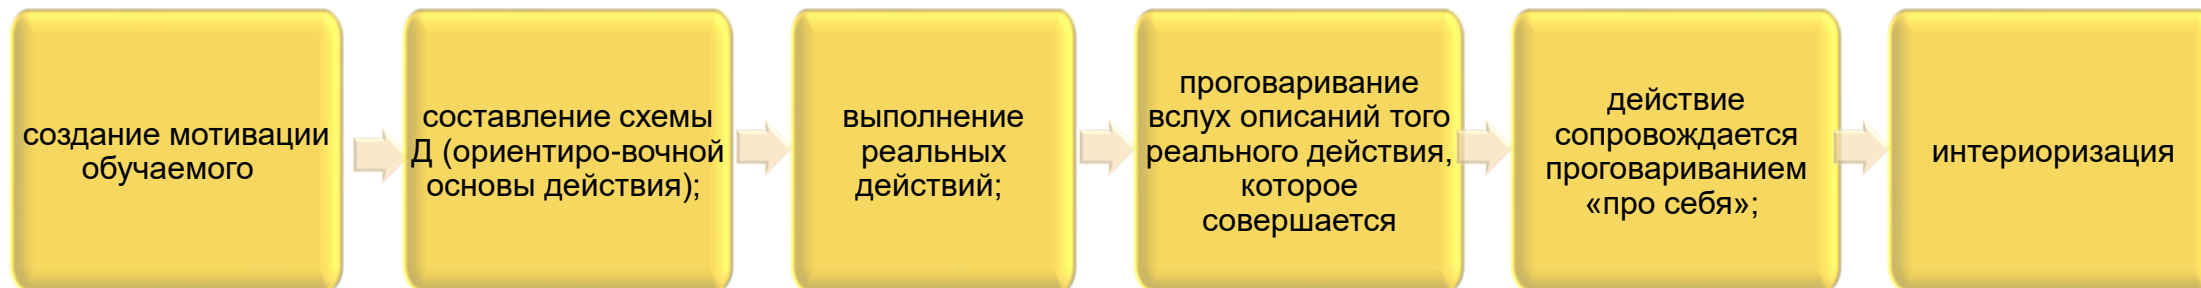 создание мотивации
обучаемого
составление схемы
Д (ориентиро-вочной
основы действия);
выполнение
реальных
действий;
проговаривание
вслух описаний того
реального действия,
которое
совершается
действие
сопровождается
проговариванием
«про себя»;
интериоризация